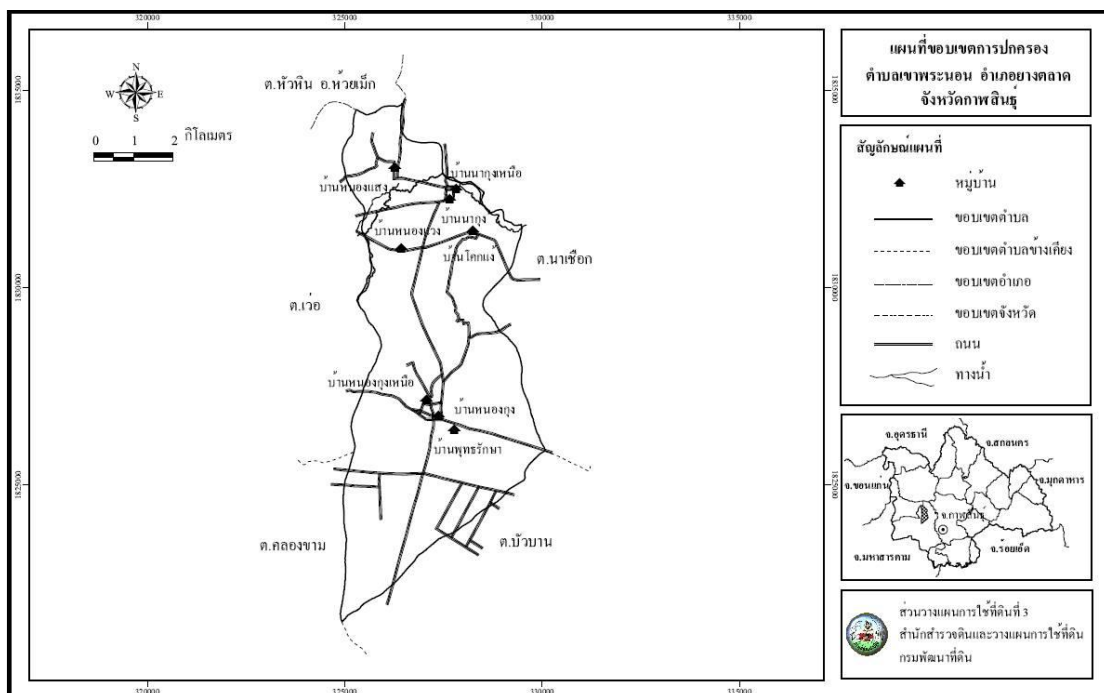 320000
325000
330000
335000
1835000
1835000
N
W
E
S
0 1 2 กิโลเมตร
ต.หัวหิน อ.ห้วยเม็ก
บ้านนากุงเหนือ
บ้านหนองแสง
บ้านนากุง
บ้านหนองแวง
บ้านโคกแง้
ต.นาเชือก
ต.เว่อ
1830000
1830000
บ้านหนองกุงเหนือ
บ้านหนองกุง
บ้านพุทธรักษา
1825000
1825000
ต.คลองขาม
ต.บัวบาน
320000
325000
330000
335000
แผนที่ขอบเขตการปกครอง
ตำบลเขาพระนอน อำเภอยางตลาด
จังหวัดกาฬสินธุ์
สัญลักษณ์แผนที่
หมู่บ้าน
ขอบเขตตำบล
ขอบเขตตำบลข้างเคียง
ขอบเขตอำเภอ
ขอบเขตจังหวัด
ถนน
ทางน้ำ
จ.อุดรธานี
จ.สกลนคร
จ.ขอนแก่น
จ.มุกดาหาร
จ.กาฬสินธุ์
จ.มหาสารคาม
จ.ร้อยเอ็ด
ส่วนวางแผนการใช้ที่ดินที่ 3
สำนักสำรวจดินและวางแผนการใช้ที่ดิน
กรมพัฒนาที่ดิน